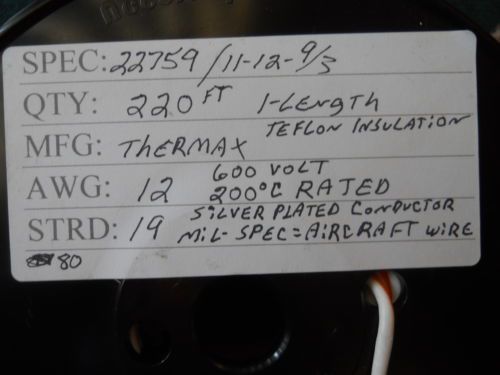 SPEC: 22759/11-12-9/3
QTY: 220 FT 1-LENGTH
TEFLON INSULATION
MFG: THERMAX
600 VOLT
AWG: 12 200°C RATED
SILVER PLATED CONDUCTOR
STRD: 19 MIL-SPEC=AIRCRAFT WIRE
80